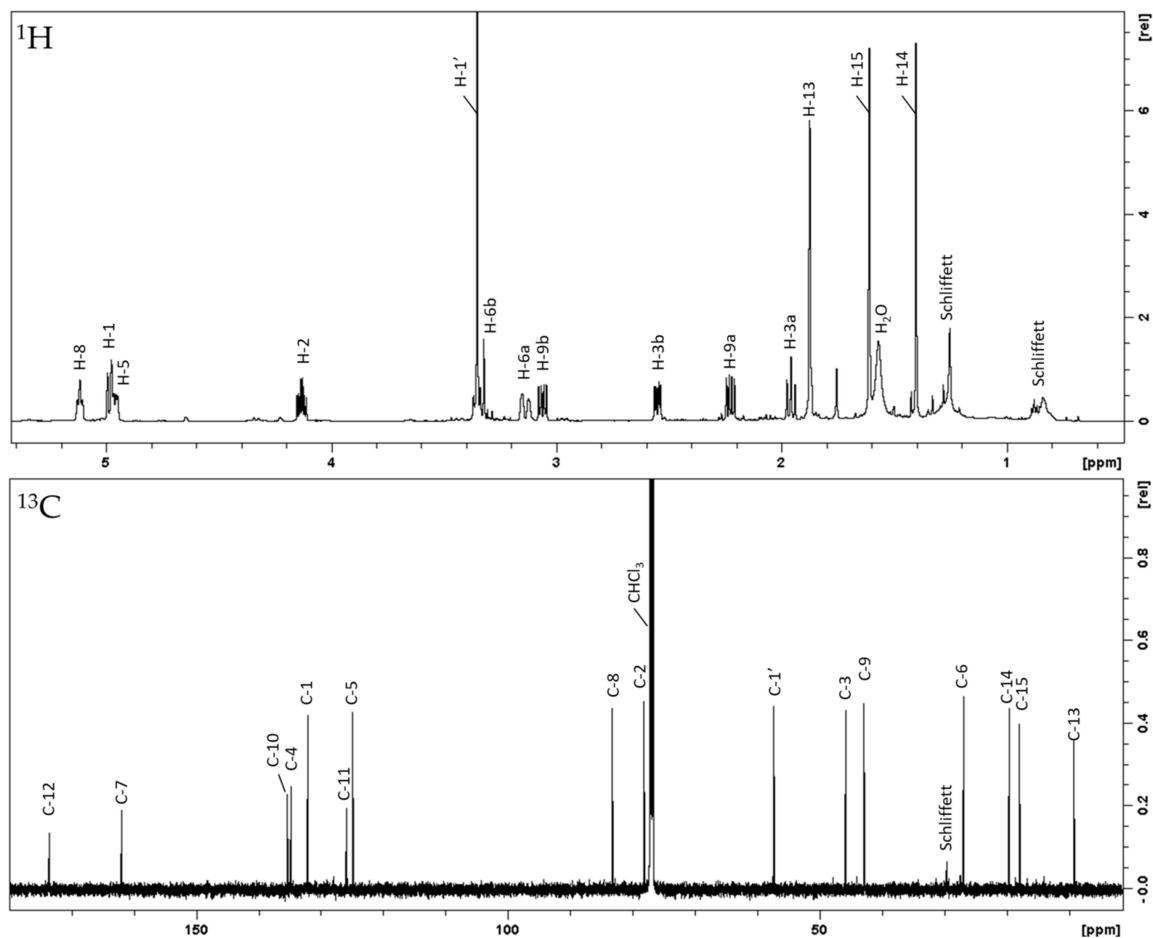 ¹H
[rel]
H-1′
H-15
H-14
H-13
H-6b
H-8
H-1
H-5
H-2
H-6a
H-9b
H-3b
H-9a
H-3a
H₂O
Schliffett
Schliffett
6
4
2
0
5 4 3 2 1 [ppm]
¹³C
[rel]
CHCl₃
C-12
C-7
C-10
C-4
C-1
C-11
C-5
C-8
C-2
C-1′
C-3
C-9
Schliffett
C-6
C-14
C-15
C-13
0.8
0.6
0.4
0.2
-0.0
150 100 50 [ppm]